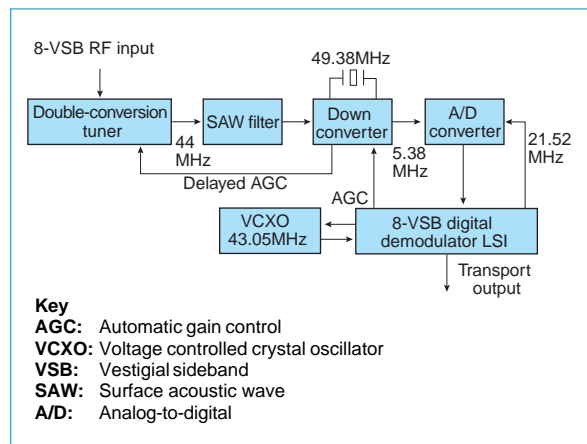 8-VSB RF input
49.38MHz
Double-conversion
tuner
SAW filter
Down
converter
A/D
converter
44
MHz
5.38
MHz
21.52
MHz
Delayed AGC
AGC
VCXO
43.05MHz
8-VSB digital
demodulator LSI
Transport
output
Key
AGC: Automatic gain control
VCXO: Voltage controlled crystal oscillator
VSB: Vestigial sideband
SAW: Surface acoustic wave
A/D: Analog-to-digital